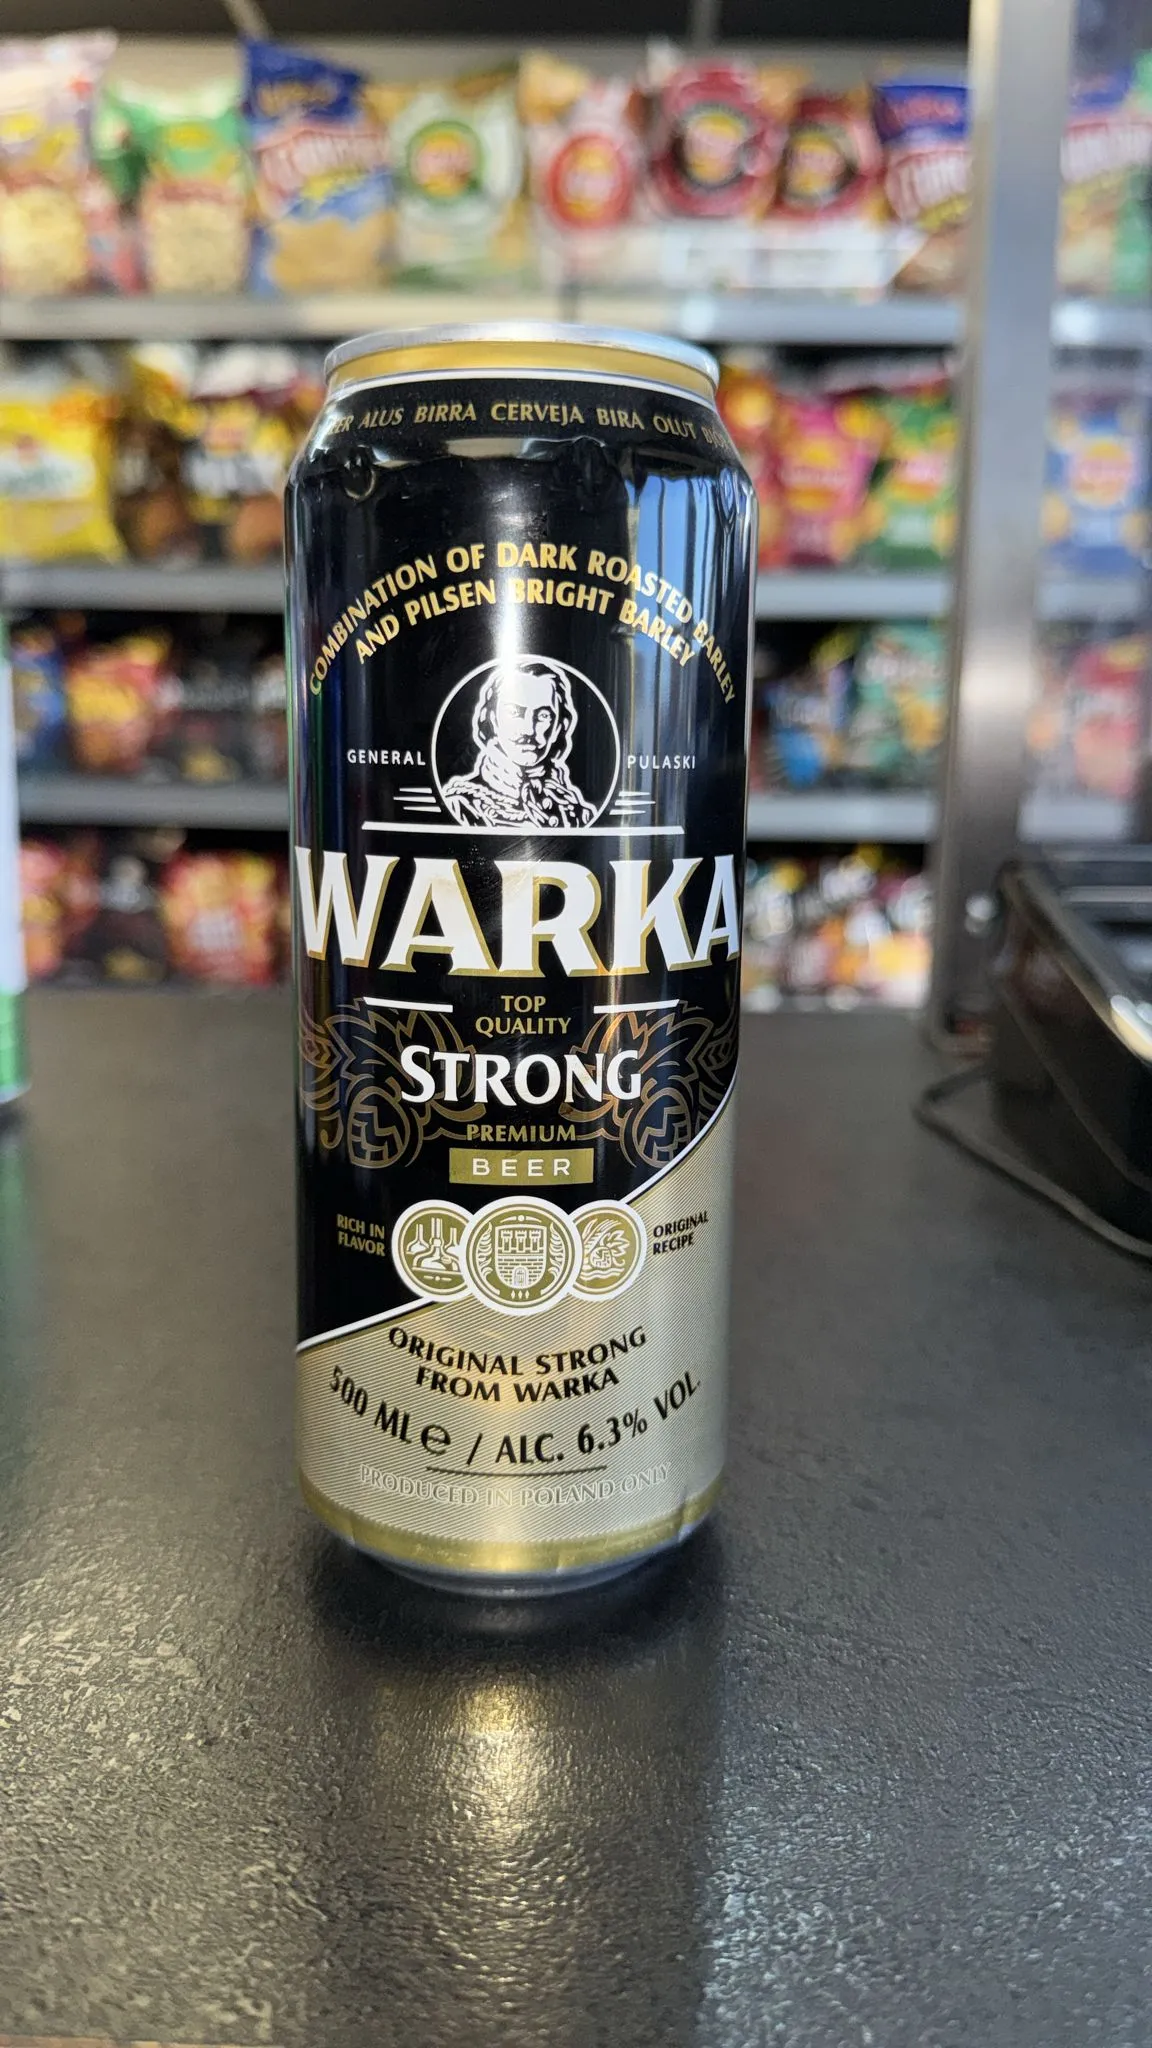 ALUS BIRRA CERVEJA BIRA OLUT
COMBINATION OF DARK ROASTED BARLEY
AND PILSEN BRIGHT BARLEY
GENERAL PULASKI
WARKA
TOP
QUALITY
STRONG
PREMIUM
BEER
RICH IN
FLAVOR
ORIGINAL
RECIPE
ORIGINAL STRONG
FROM WARKA
500 ML ℮ / ALC. 6.3% VOL.
PRODUCED IN POLAND ONLY